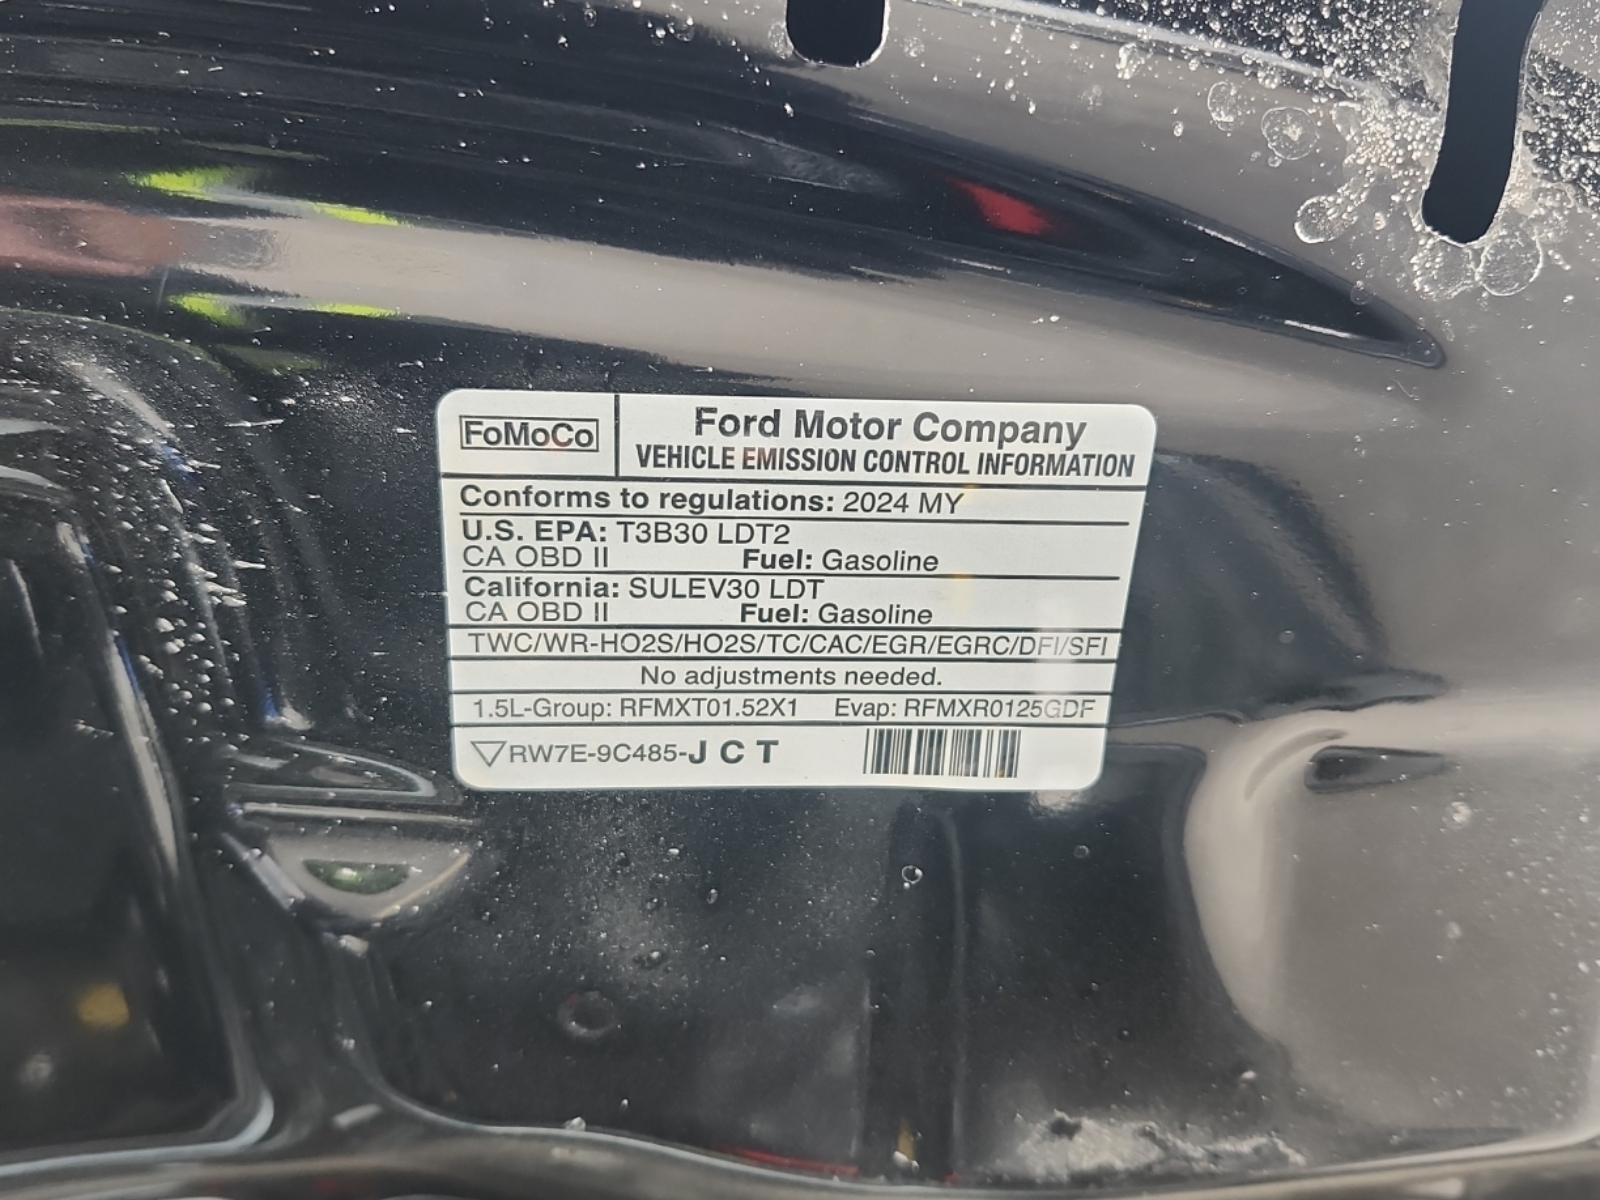 FoMoCo
Ford Motor Company
VEHICLE EMISSION CONTROL INFORMATION
Conforms to regulations: 2024 MY
U.S. EPA: T3B30 LDT2
CA OBD II Fuel: Gasoline
California: SULEV30 LDT
CA OBD II Fuel: Gasoline
TWC/WR-HO2S/HO2S/TC/CAC/EGR/EGRC/DFI/SFI
No adjustments needed.
1.5L-Group: RFMXT01.52X1 Evap: RFMXR0125GDF
RW7E-9C485-J C T